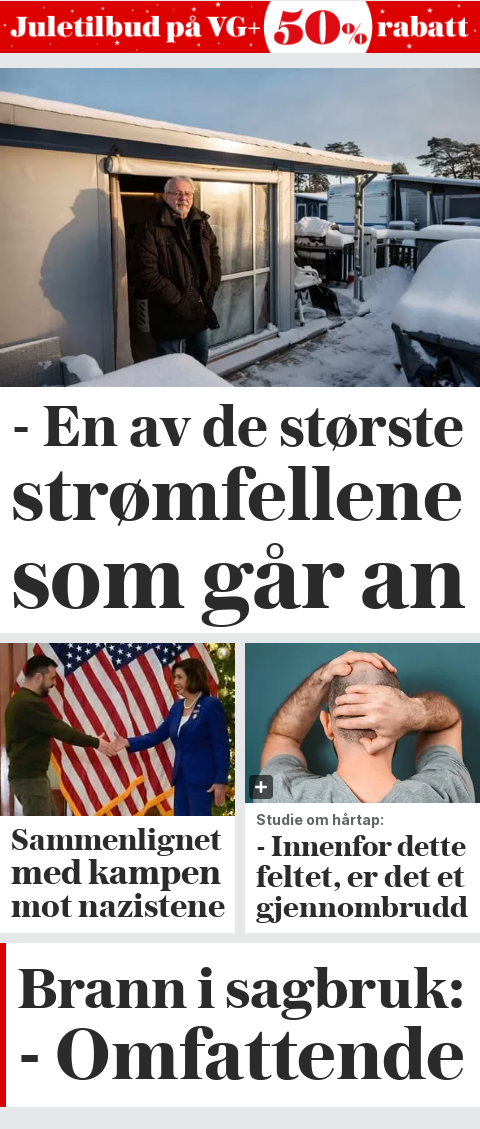 Juletilbud på VG+ 50% rabatt
- En av de største
strømfellene
som går an
Sammenlignet
med kampen
mot nazistene
Studie om hårtap:
- Innenfor dette
feltet, er det et
gjennombrudd
Brann i sagbruk:
- Omfattende